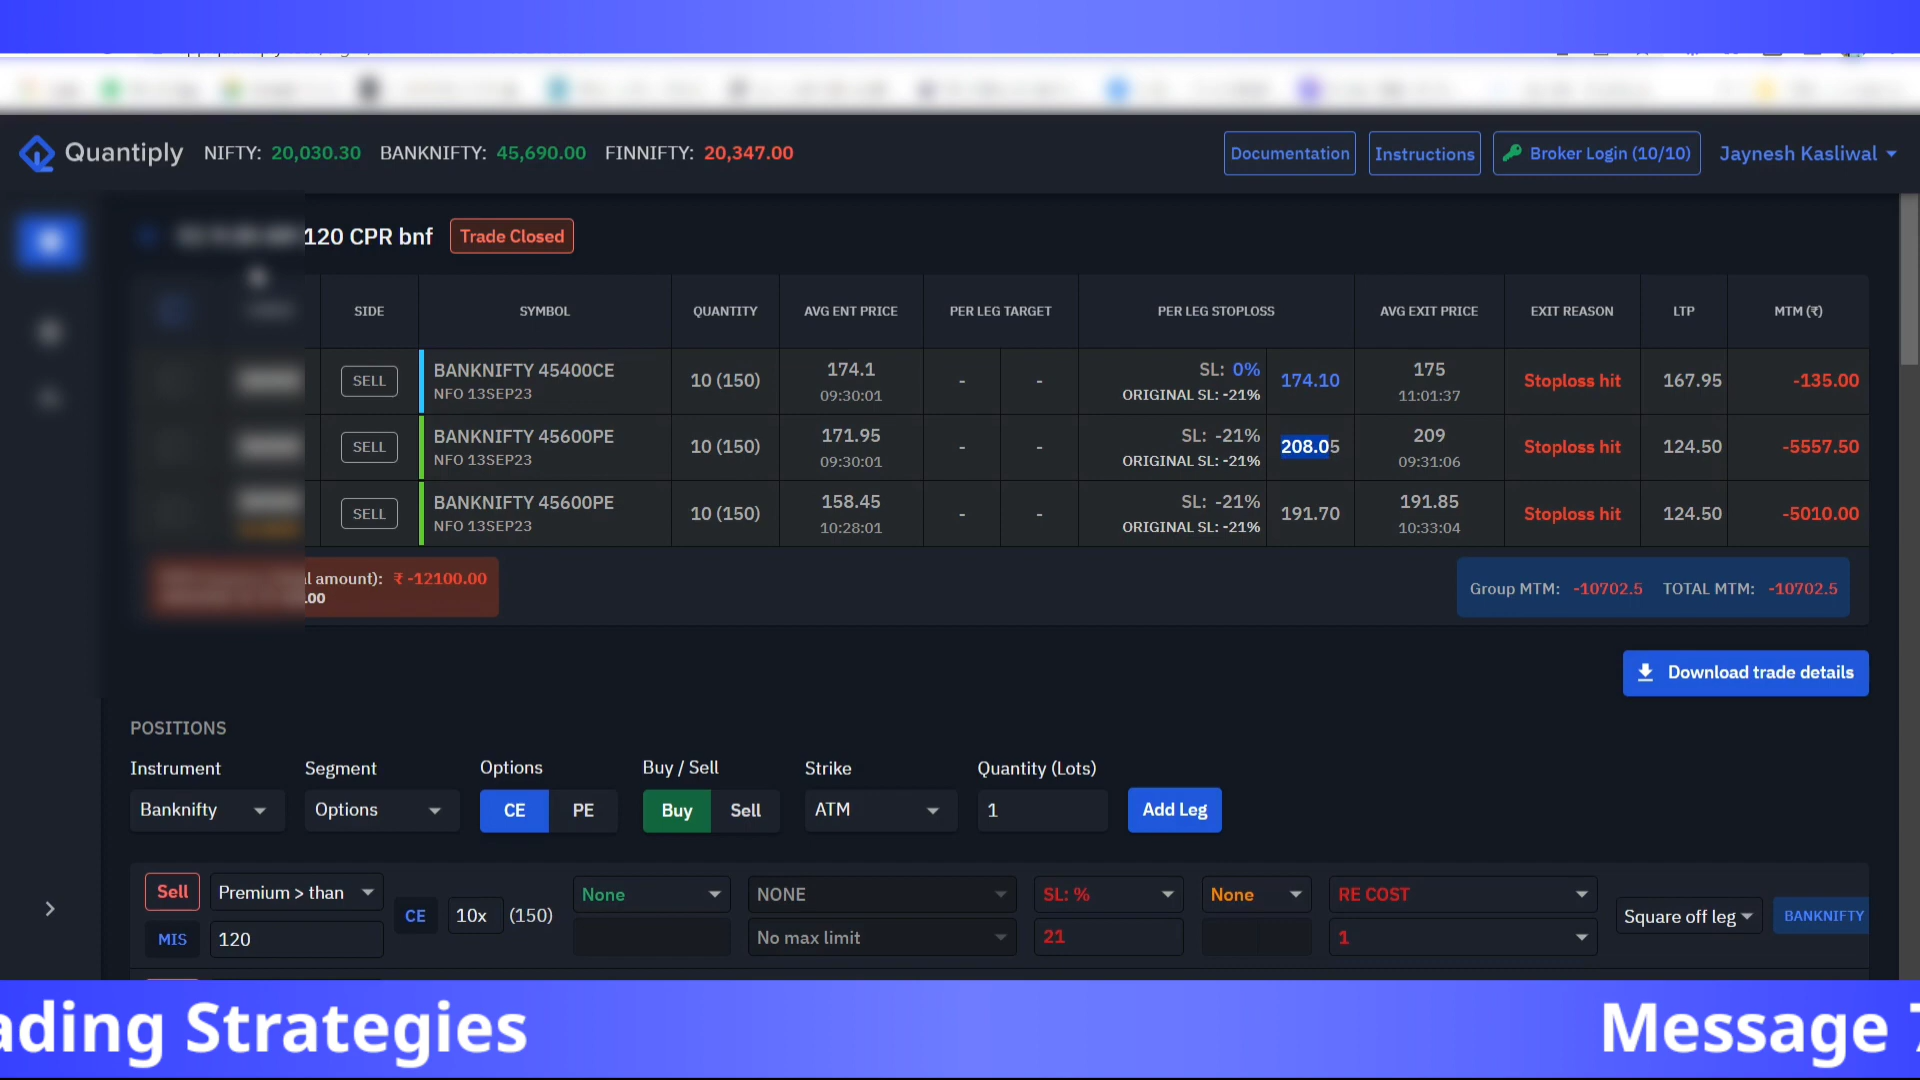 Quantiply NIFTY: 20,030.30 BANKNIFTY: 45,690.00 FINNIFTY: 20,347.00 Documentation Instructions Broker Login (10/10) Jaynesh Kasliwal
120 CPR bnf Trade Closed
SIDE SYMBOL QUANTITY AVG ENT PRICE PER LEG TARGET PER LEG STOPLOSS AVG EXIT PRICE EXIT REASON LTP MTM (₹)
SELL BANKNIFTY 45400CE 10 (150) 174.1 - - SL: 0% 174.10 175 Stoploss hit 167.95 -135.00
NFO 13SEP23 09:30:01 ORIGINAL SL: -21% 11:01:37
SELL BANKNIFTY 45600PE 10 (150) 171.95 - - SL: -21% 208.05 209 Stoploss hit 124.50 -5557.50
NFO 13SEP23 09:30:01 ORIGINAL SL: -21% 09:31:06
SELL BANKNIFTY 45600PE 10 (150) 158.45 - - SL: -21% 191.70 191.85 Stoploss hit 124.50 -5010.00
NFO 13SEP23 10:28:01 ORIGINAL SL: -21% 10:33:04
l amount): ₹ -12100.00 Group MTM: -10702.5 TOTAL MTM: -10702.5
.00
Download trade details
POSITIONS
Instrument Segment Options Buy / Sell Strike Quantity (Lots)
Banknifty Options CE PE Buy Sell ATM 1 Add Leg
Sell Premium > than CE 10x (150) None NONE SL: % None RE COST Square off leg BANKNIFTY
MIS 120 No max limit 21 1
ading Strategies Message 7